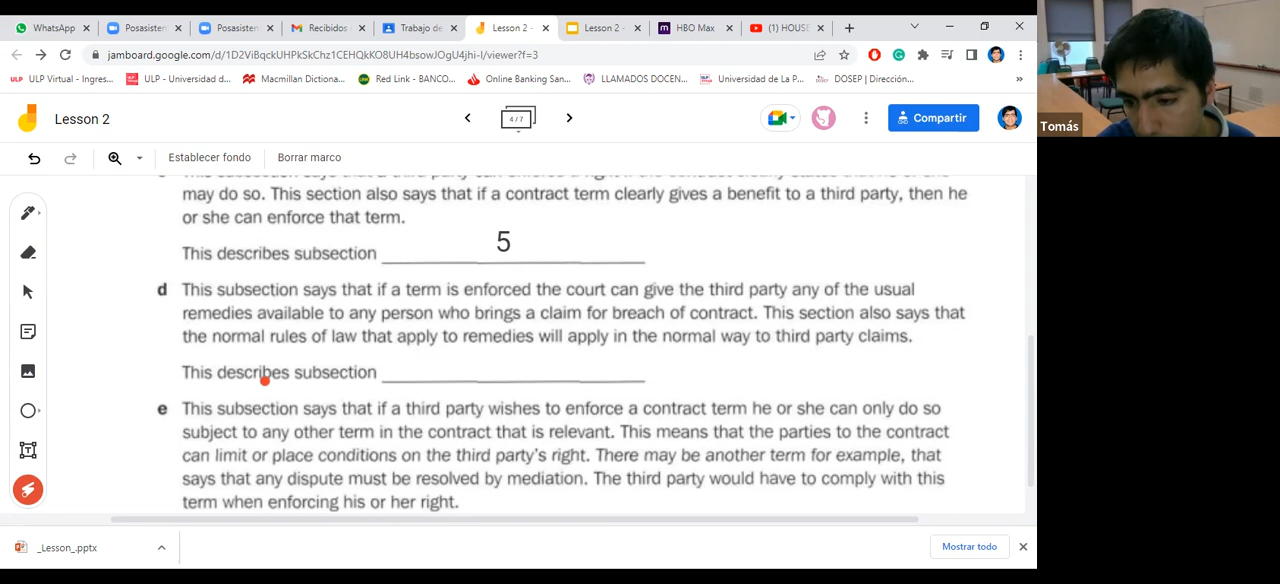 WhatsApp
Posasisten
Posasisten
Recibidos
Trabajo de
Lesson 2 -
Lesson 2 -
HBO Max
(1) HOUS
jamboard.google.com/d/1D2ViBqckUHPkSkChz1CEHQkKO8UH4bsowJOgU4jhi-I/viewer?f=3
ULP Virtual - Ingres...
ULP - Universidad d...
Macmillan Dictiona...
Red Link - BANCO...
Online Banking San...
LLAMADOS DOCEN...
Universidad de La P...
DOSEP | Dirección...
Tomás
Lesson 2
4 / 7
Compartir
Establecer fondo
Borrar marco
may do so. This section also says that if a contract term clearly gives a benefit to a third party, then he
or she can enforce that term.
This describes subsection 5
d This subsection says that if a term is enforced the court can give the third party any of the usual
remedies available to any person who brings a claim for breach of contract. This section also says that
the normal rules of law that apply to remedies will apply in the normal way to third party claims.
This describes subsection
e This subsection says that if a third party wishes to enforce a contract term he or she can only do so
subject to any other term in the contract that is relevant. This means that the parties to the contract
can limit or place conditions on the third party's right. There may be another term for example, that
says that any dispute must be resolved by mediation. The third party would have to comply with this
term when enforcing his or her right.
_Lesson_.pptx
Mostrar todo